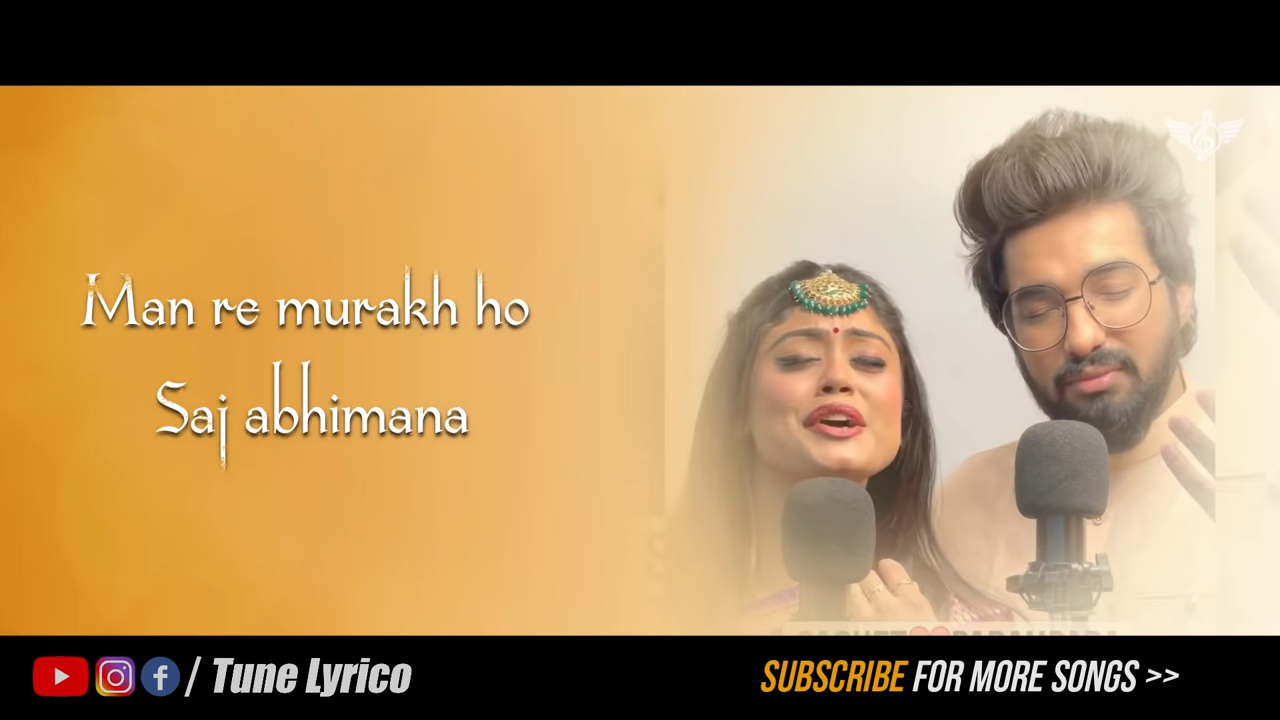 Man re murakh ho
Saj abhimana
/ Tune Lyrico
SUBSCRIBE FOR MORE SONGS >>